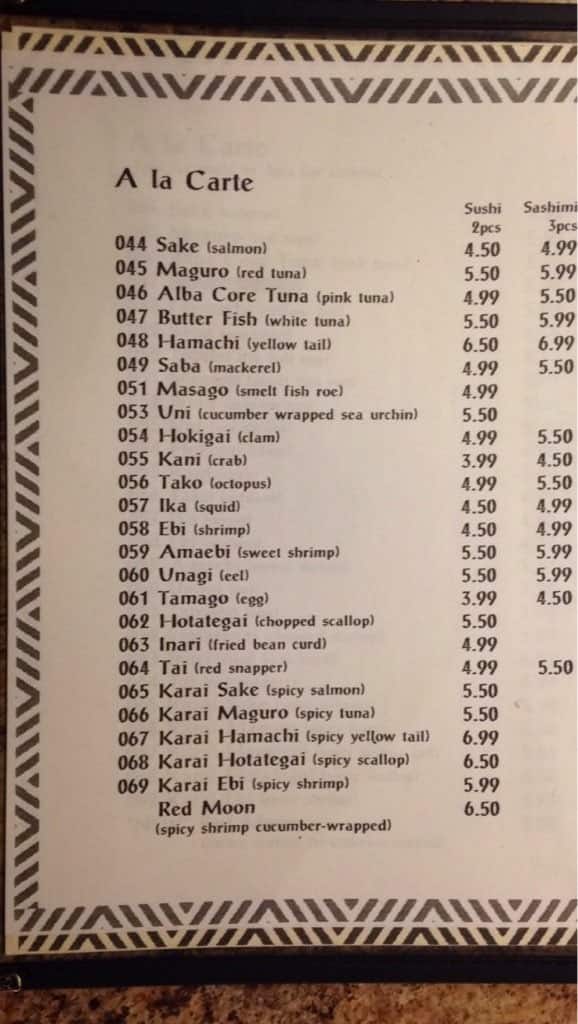 A la Carte
Sushi Sashimi
2pcs 3pcs
044 Sake (salmon) 4.50 4.99
045 Maguro (red tuna) 5.50 5.99
046 Alba Core Tuna (pink tuna) 4.99 5.50
047 Butter Fish (white tuna) 5.50 5.99
048 Hamachi (yellow tail) 6.50 6.99
049 Saba (mackerel) 4.99 5.50
051 Masago (smelt fish roe) 4.99
053 Uni (cucumber wrapped sea urchin) 5.50
054 Hokigai (clam) 4.99 5.50
055 Kani (crab) 3.99 4.50
056 Tako (octopus) 4.99 5.50
057 Ika (squid) 4.50 4.99
058 Ebi (shrimp) 4.50 4.99
059 Amaebi (sweet shrimp) 5.50 5.99
060 Unagi (eel) 5.50 5.99
061 Tamago (egg) 3.99 4.50
062 Hotategai (chopped scallop) 5.50
063 Inari (fried bean curd) 4.99
064 Tai (red snapper) 4.99 5.50
065 Karai Sake (spicy salmon) 5.50
066 Karai Maguro (spicy tuna) 5.50
067 Karai Hamachi (spicy yellow tail) 6.99
068 Karai Hotategai (spicy scallop) 6.50
069 Karai Ebi (spicy shrimp) 5.99
Red Moon 6.50
(spicy shrimp cucumber-wrapped)